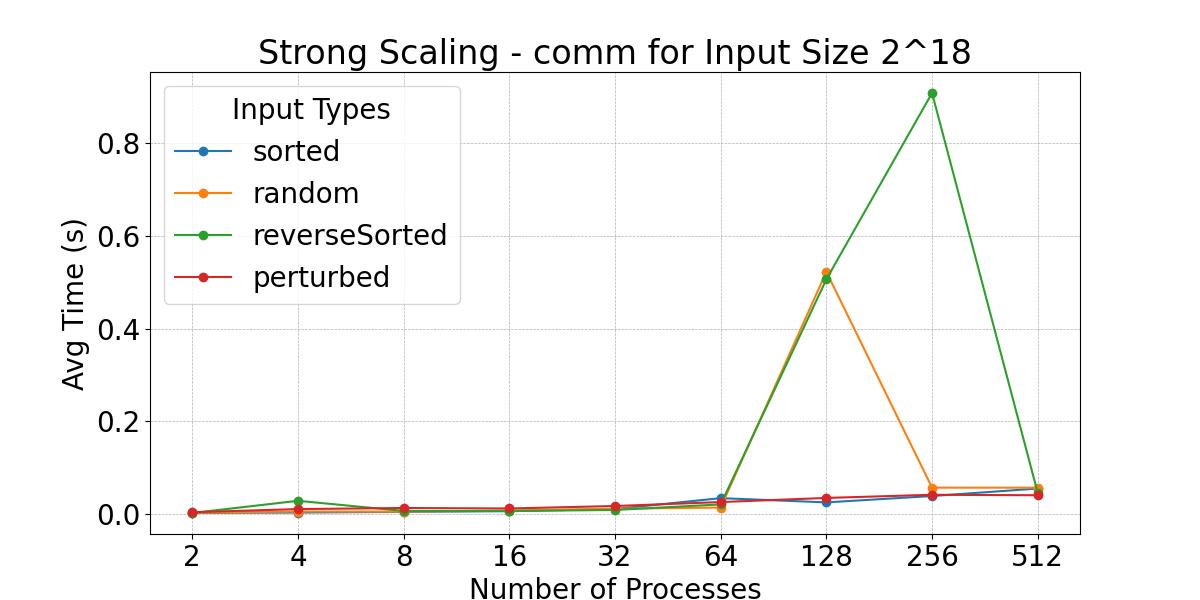 Strong Scaling - comm for Input Size 2^18
Input Types
sorted
random
reverseSorted
perturbed
Avg Time (s)
0.8
0.6
0.4
0.2
0.0
2 4 8 16 32 64 128 256 512
Number of Processes